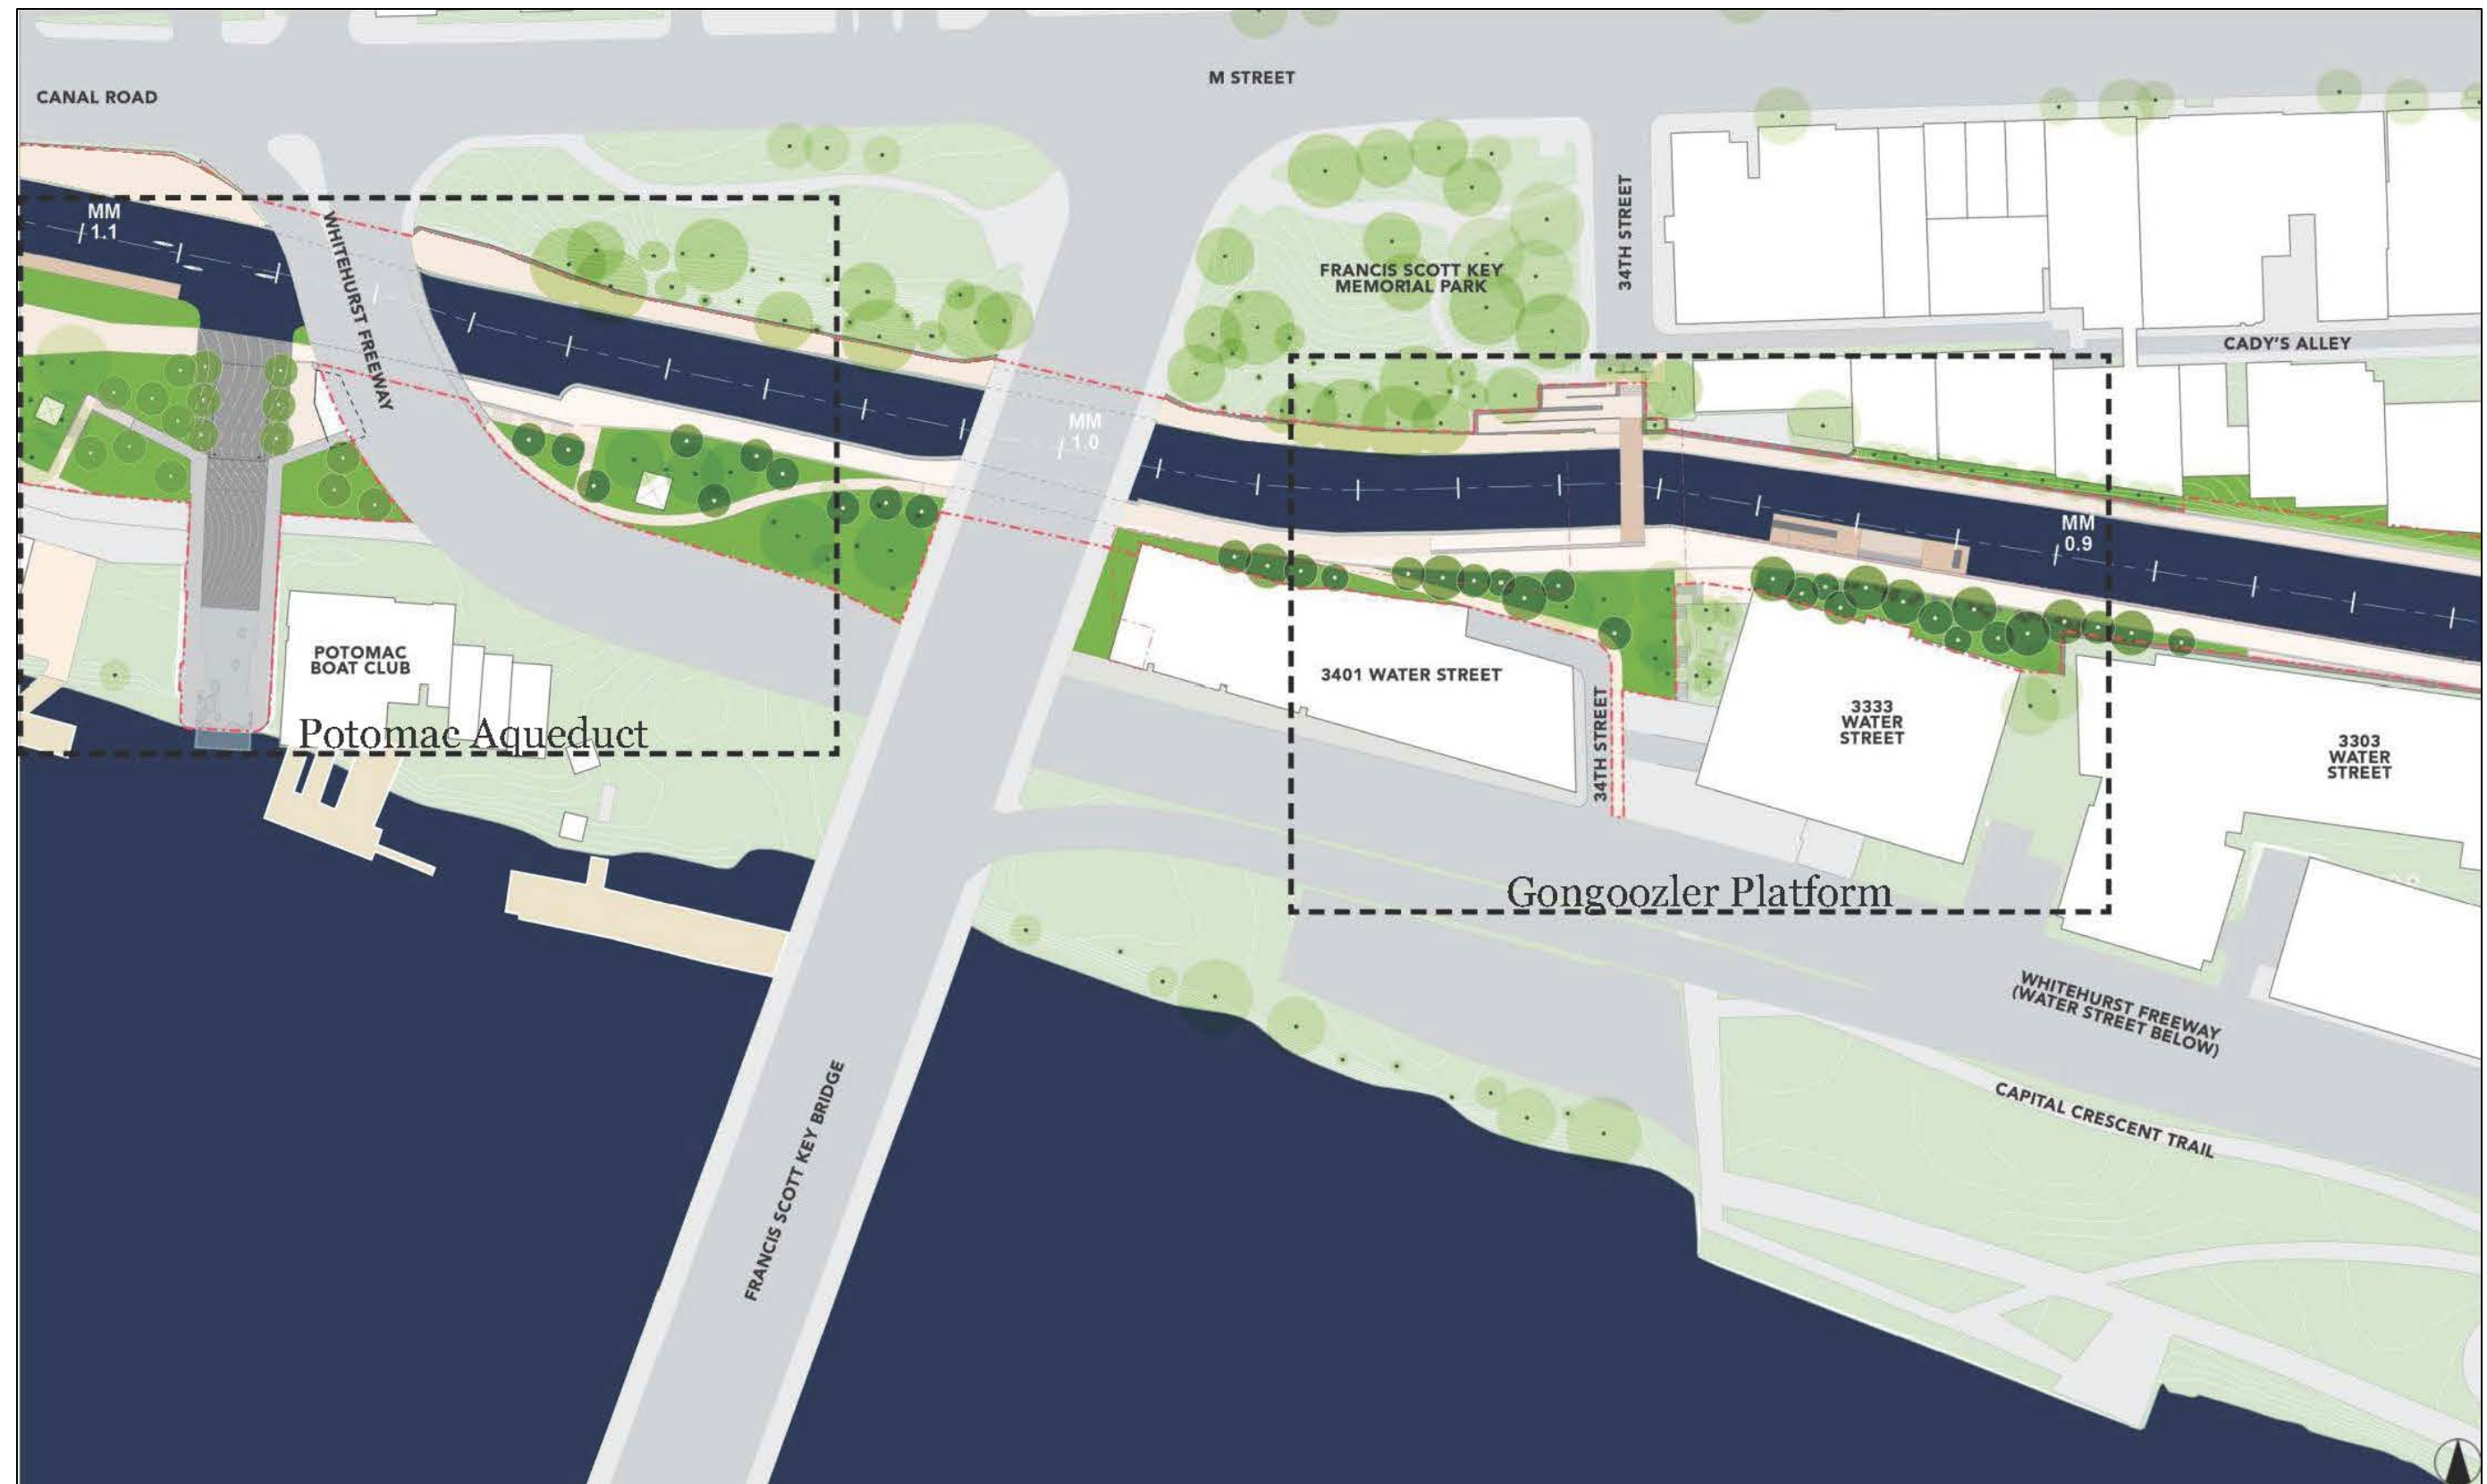 M STREET
CANAL ROAD
34TH STREET
MM
1.1
WHITEHURST FREEWAY
FRANCIS SCOTT KEY
MEMORIAL PARK
CADY'S ALLEY
MM
1.0
MM
0.9
POTOMAC
BOAT CLUB
3401 WATER STREET
34TH STREET
3333
WATER
STREET
3303
WATER
STREET
Potomac Aqueduct
Gongoozler Platform
WHITEHURST FREEWAY
(WATER STREET BELOW)
CAPITAL CRESCENT TRAIL
FRANCIS SCOTT KEY BRIDGE